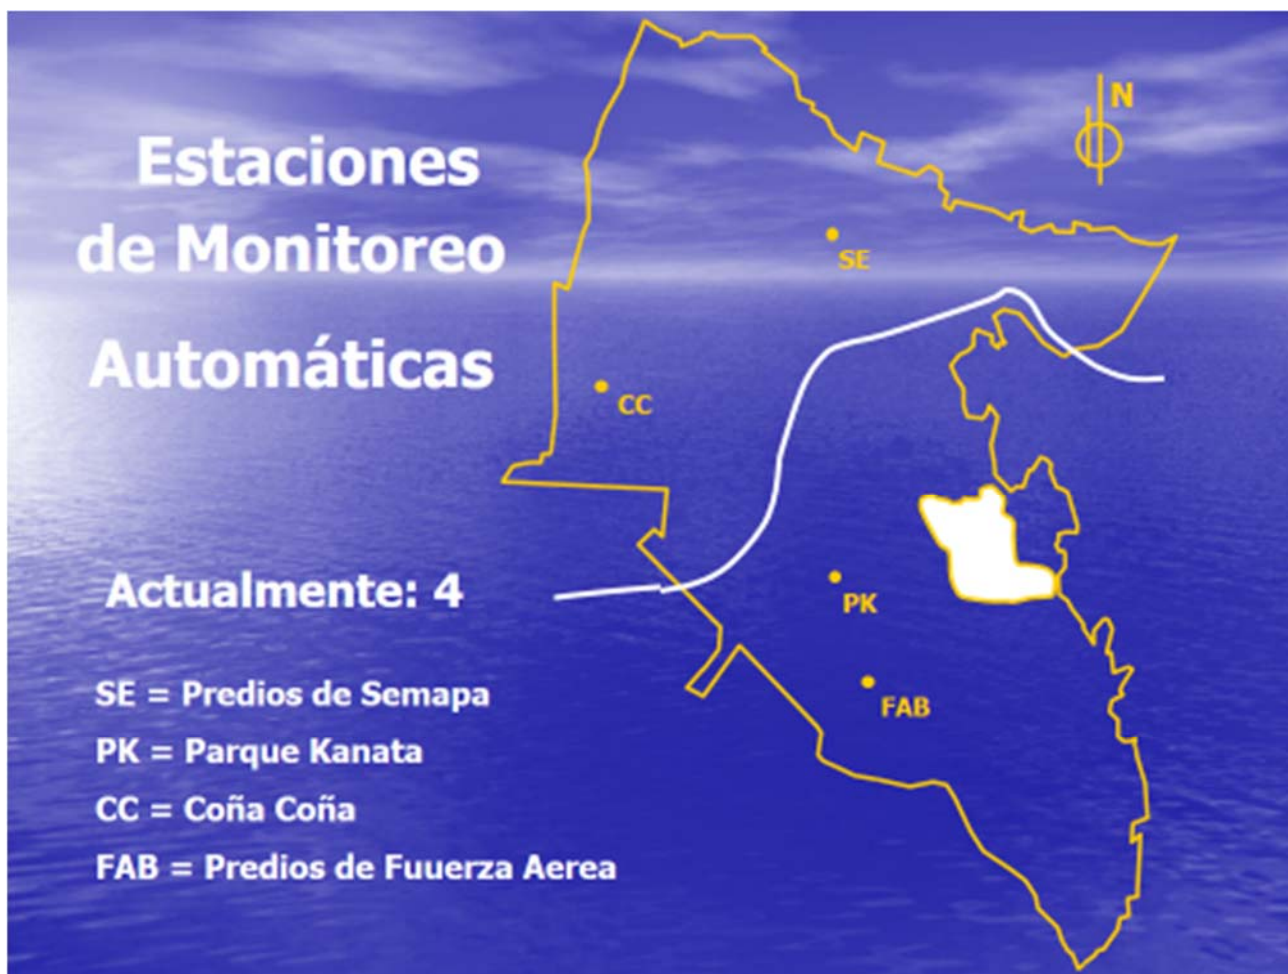 Estaciones
de Monitoreo
Automáticas
Actualmente: 4
SE = Predios de Semapa
PK = Parque Kanata
CC = Coña Coña
FAB = Predios de Fuuerza Aerea
N
SE
CC
PK
FAB